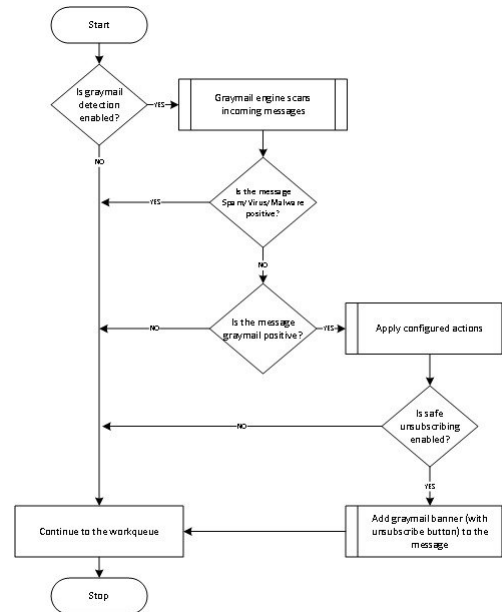 Start
Is graymail
detection
enabled?
YES
Graymail engine scans
incoming messages
NO
Is the message
Spam/Virus/Malware
positive?
YES
NO
Is the message
graymail positive?
NO
YES
Apply configured actions
Is safe
unsubscribing
enabled?
NO
YES
Continue to the workqueue
Add graymail banner (with
unsubscribe button) to the
message
Stop